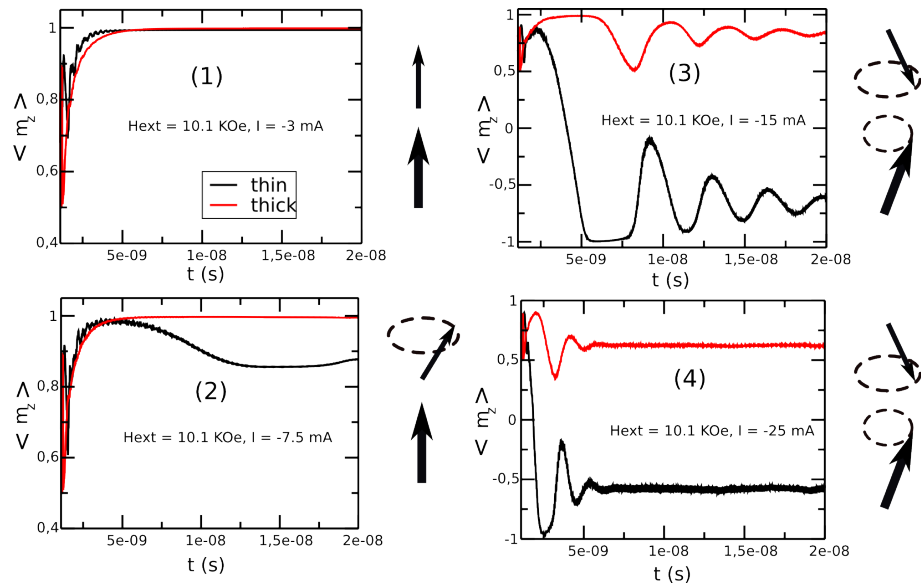 1
0,8
0,6
0,4
< m_z >
(1)
Hext = 10.1 KOe, I = -3 mA
thin
thick
5e-09 1e-08 1,5e-08 2e-08
t (s)
1
0,8
0,6
0,4
< m_z >
(2)
Hext = 10.1 KOe, I = -7.5 mA
5e-09 1e-08 1,5e-08 2e-08
t (s)
1
0,5
0
-0,5
-1
< m_z >
(3)
Hext = 10.1 KOe, I = -15 mA
5e-09 1e-08 1,5e-08 2e-08
t (s)
1
0,5
0
-0,5
-1
< m_z >
(4)
Hext = 10.1 KOe, I = -25 mA
5e-09 1e-08 1,5e-08 2e-08
t (s)